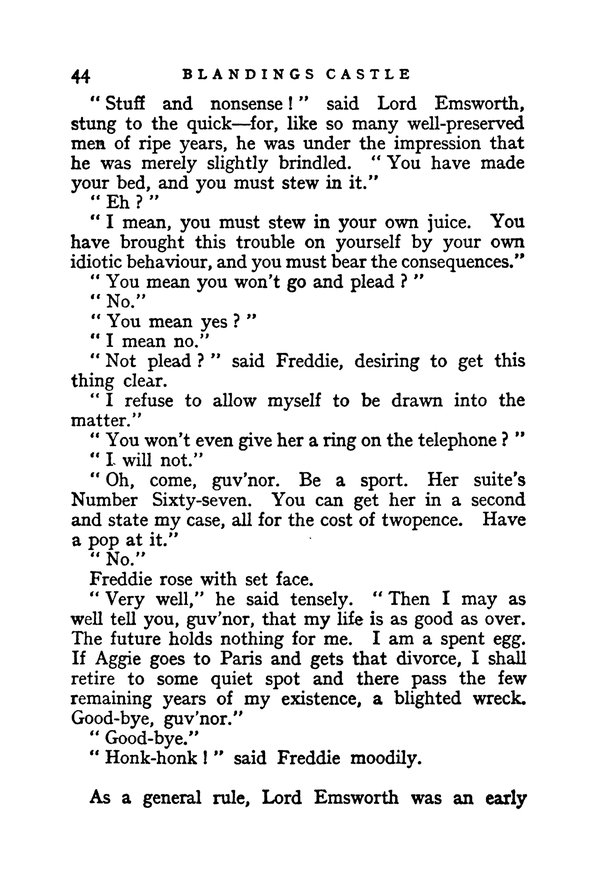 44 BLANDINGS CASTLE
“ Stuff and nonsense ! ” said Lord Emsworth,
stung to the quick—for, like so many well-preserved
men of ripe years, he was under the impression that
he was merely slightly brindled. “ You have made
your bed, and you must stew in it.”
“ Eh ? ”
“ I mean, you must stew in your own juice. You
have brought this trouble on yourself by your own
idiotic behaviour, and you must bear the consequences.”
“ You mean you won't go and plead ? ”
“ No.”
“ You mean yes ? ”
“ I mean no.”
“ Not plead ? ” said Freddie, desiring to get this
thing clear.
“ I refuse to allow myself to be drawn into the
matter.”
“ You won't even give her a ring on the telephone ? ”
“ I will not.”
“ Oh, come, guv'nor. Be a sport. Her suite's
Number Sixty-seven. You can get her in a second
and state my case, all for the cost of twopence. Have
a pop at it.”
“ No.”
Freddie rose with set face.
“ Very well,” he said tensely. “ Then I may as
well tell you, guv'nor, that my life is as good as over.
The future holds nothing for me. I am a spent egg.
If Aggie goes to Paris and gets that divorce, I shall
retire to some quiet spot and there pass the few
remaining years of my existence, a blighted wreck.
Good-bye, guv'nor.”
“ Good-bye.”
“ Honk-honk ! ” said Freddie moodily.
As a general rule, Lord Emsworth was an early